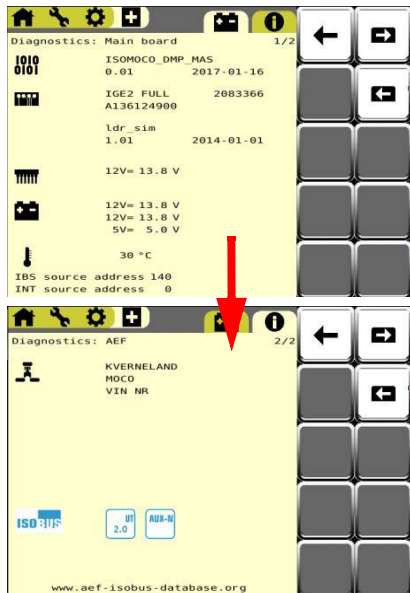 Diagnostics: Main board 1/2
1010
0101
ISOMOCO_DMP_MAS
0.01 2017-01-16
IGE2 FULL 2083366
A136124900
ldr_sim
1.01 2014-01-01
12V= 13.8 V
12V= 13.8 V
12V= 13.8 V
5V= 5.0 V
30 °C
IBS source address 140
INT source address 0
Diagnostics: AEF 2/2
KVERNELAND
MOCO
VIN NR
ISOBUS
UT
2.0
AUX-N
www.aef-isobus-database.org